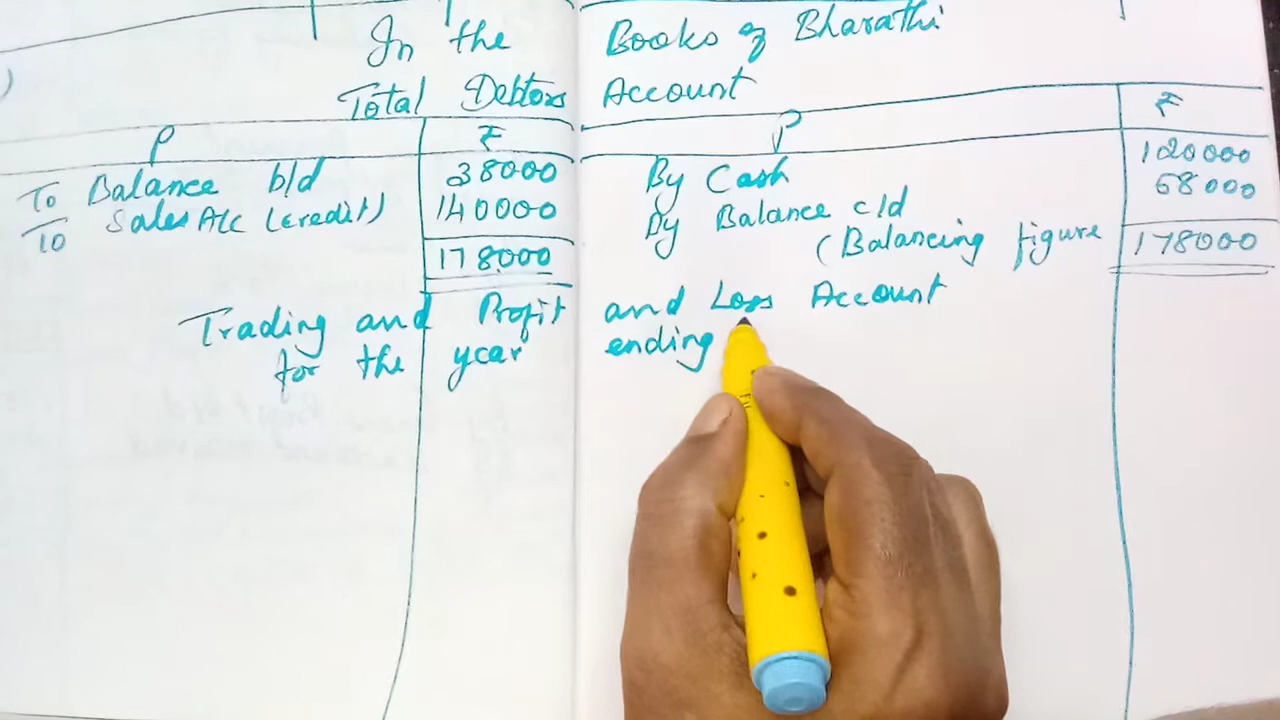 In the Books of Bharathi
Total Debtors Account
P ₹ P ₹
To Balance b/d 38000 By Cash 120000
To Sales A/c (credit) 140000 By Balance c/d 58000
(Balancing figure
178000 178000
Trading and Profit and Loss Account
for the year ending